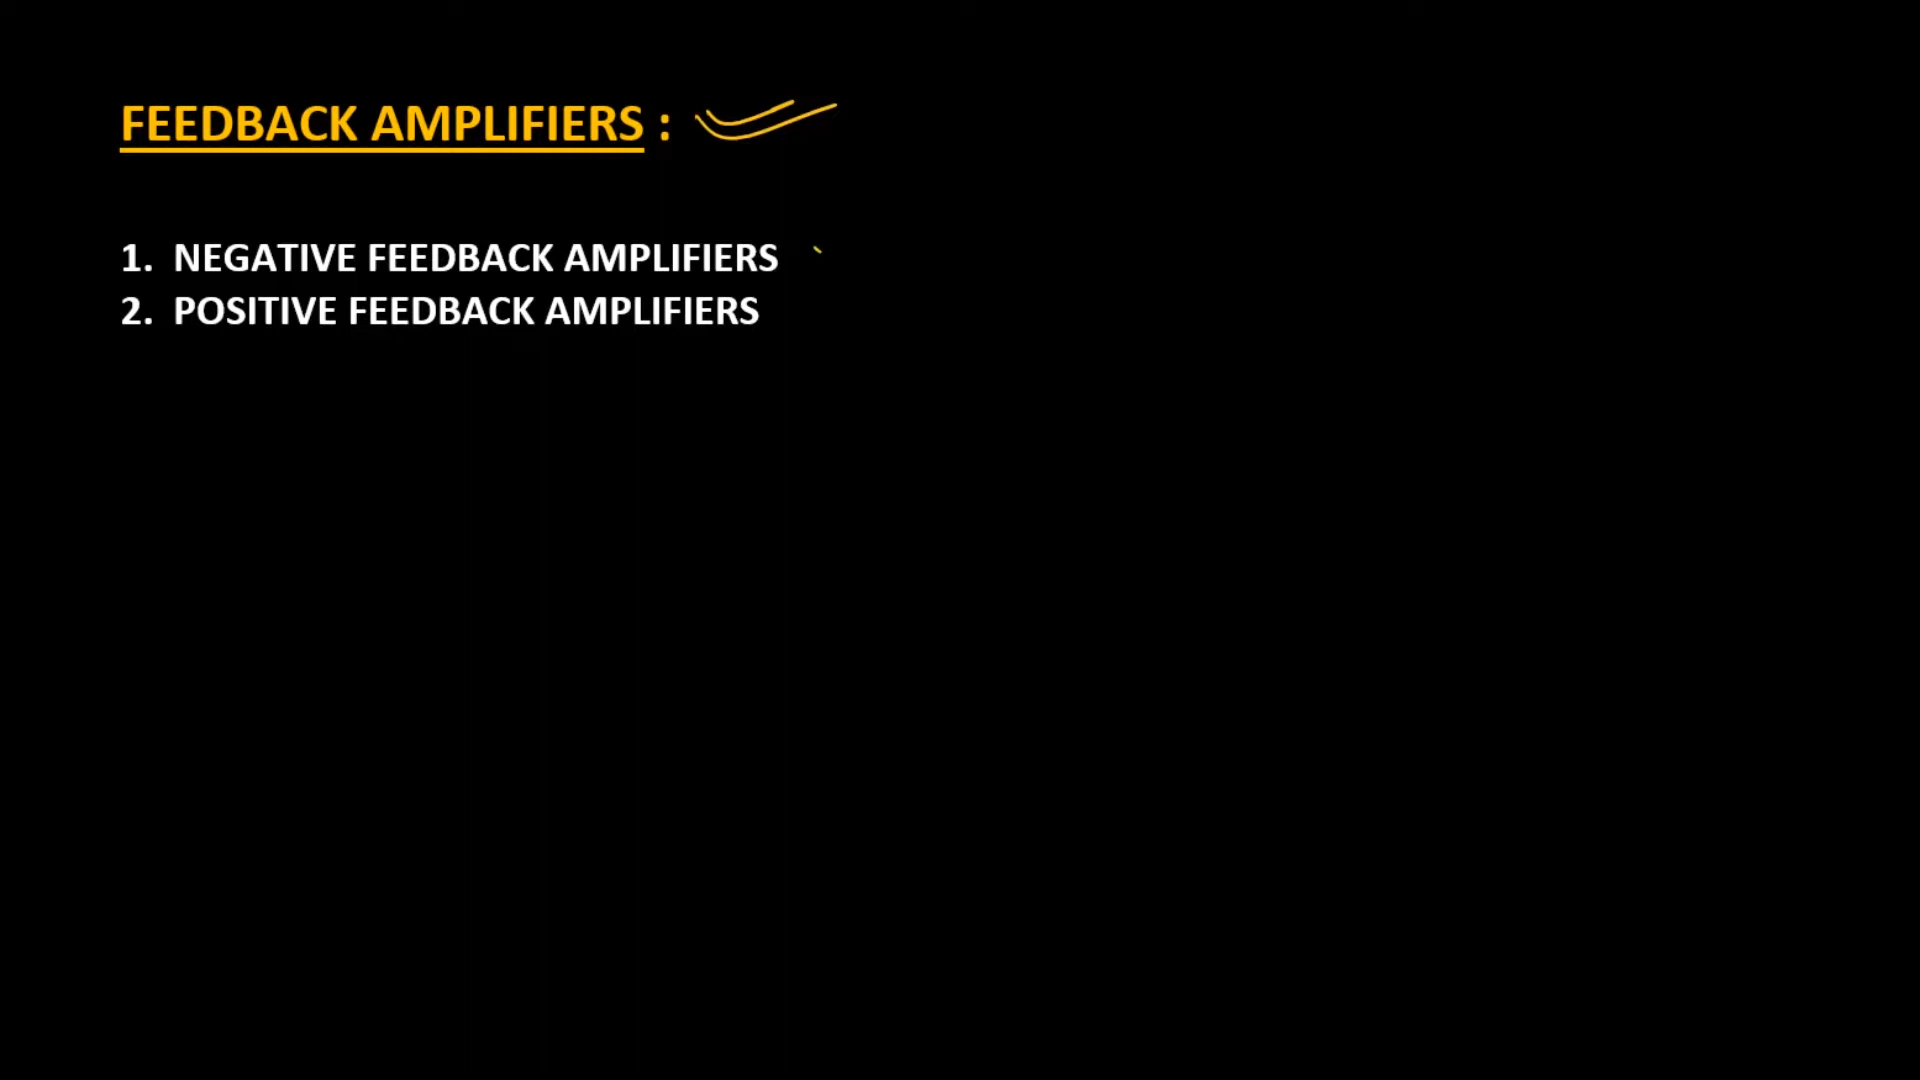 FEEDBACK AMPLIFIERS :
1. NEGATIVE FEEDBACK AMPLIFIERS
2. POSITIVE FEEDBACK AMPLIFIERS